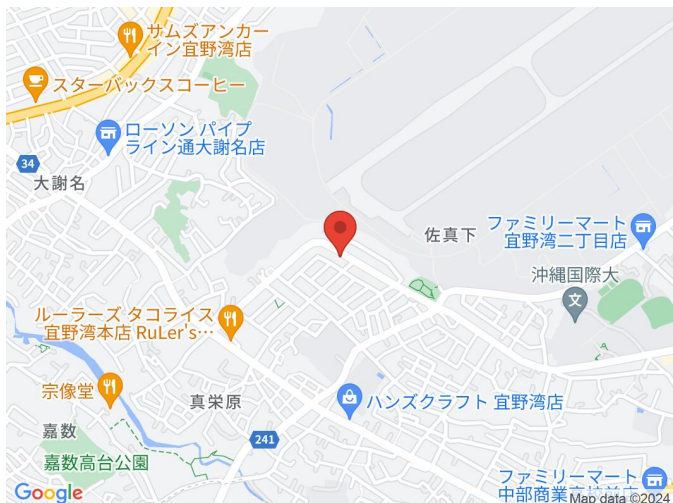 サムズアンカー
イン宜野湾店
スターバックスコーヒー
ローソン パイプ
ライン通大謝名店
34
大謝名
佐真下
ファミリーマート
宜野湾二丁目店
沖縄国際大
文
ルーラーズ タコライス
宜野湾本店 RuLer's…
宗像堂
真栄原
ハンズクラフト 宜野湾店
嘉数
241
嘉数高台公園
ファミリーマート
中部商業
Google
Map data ©2024